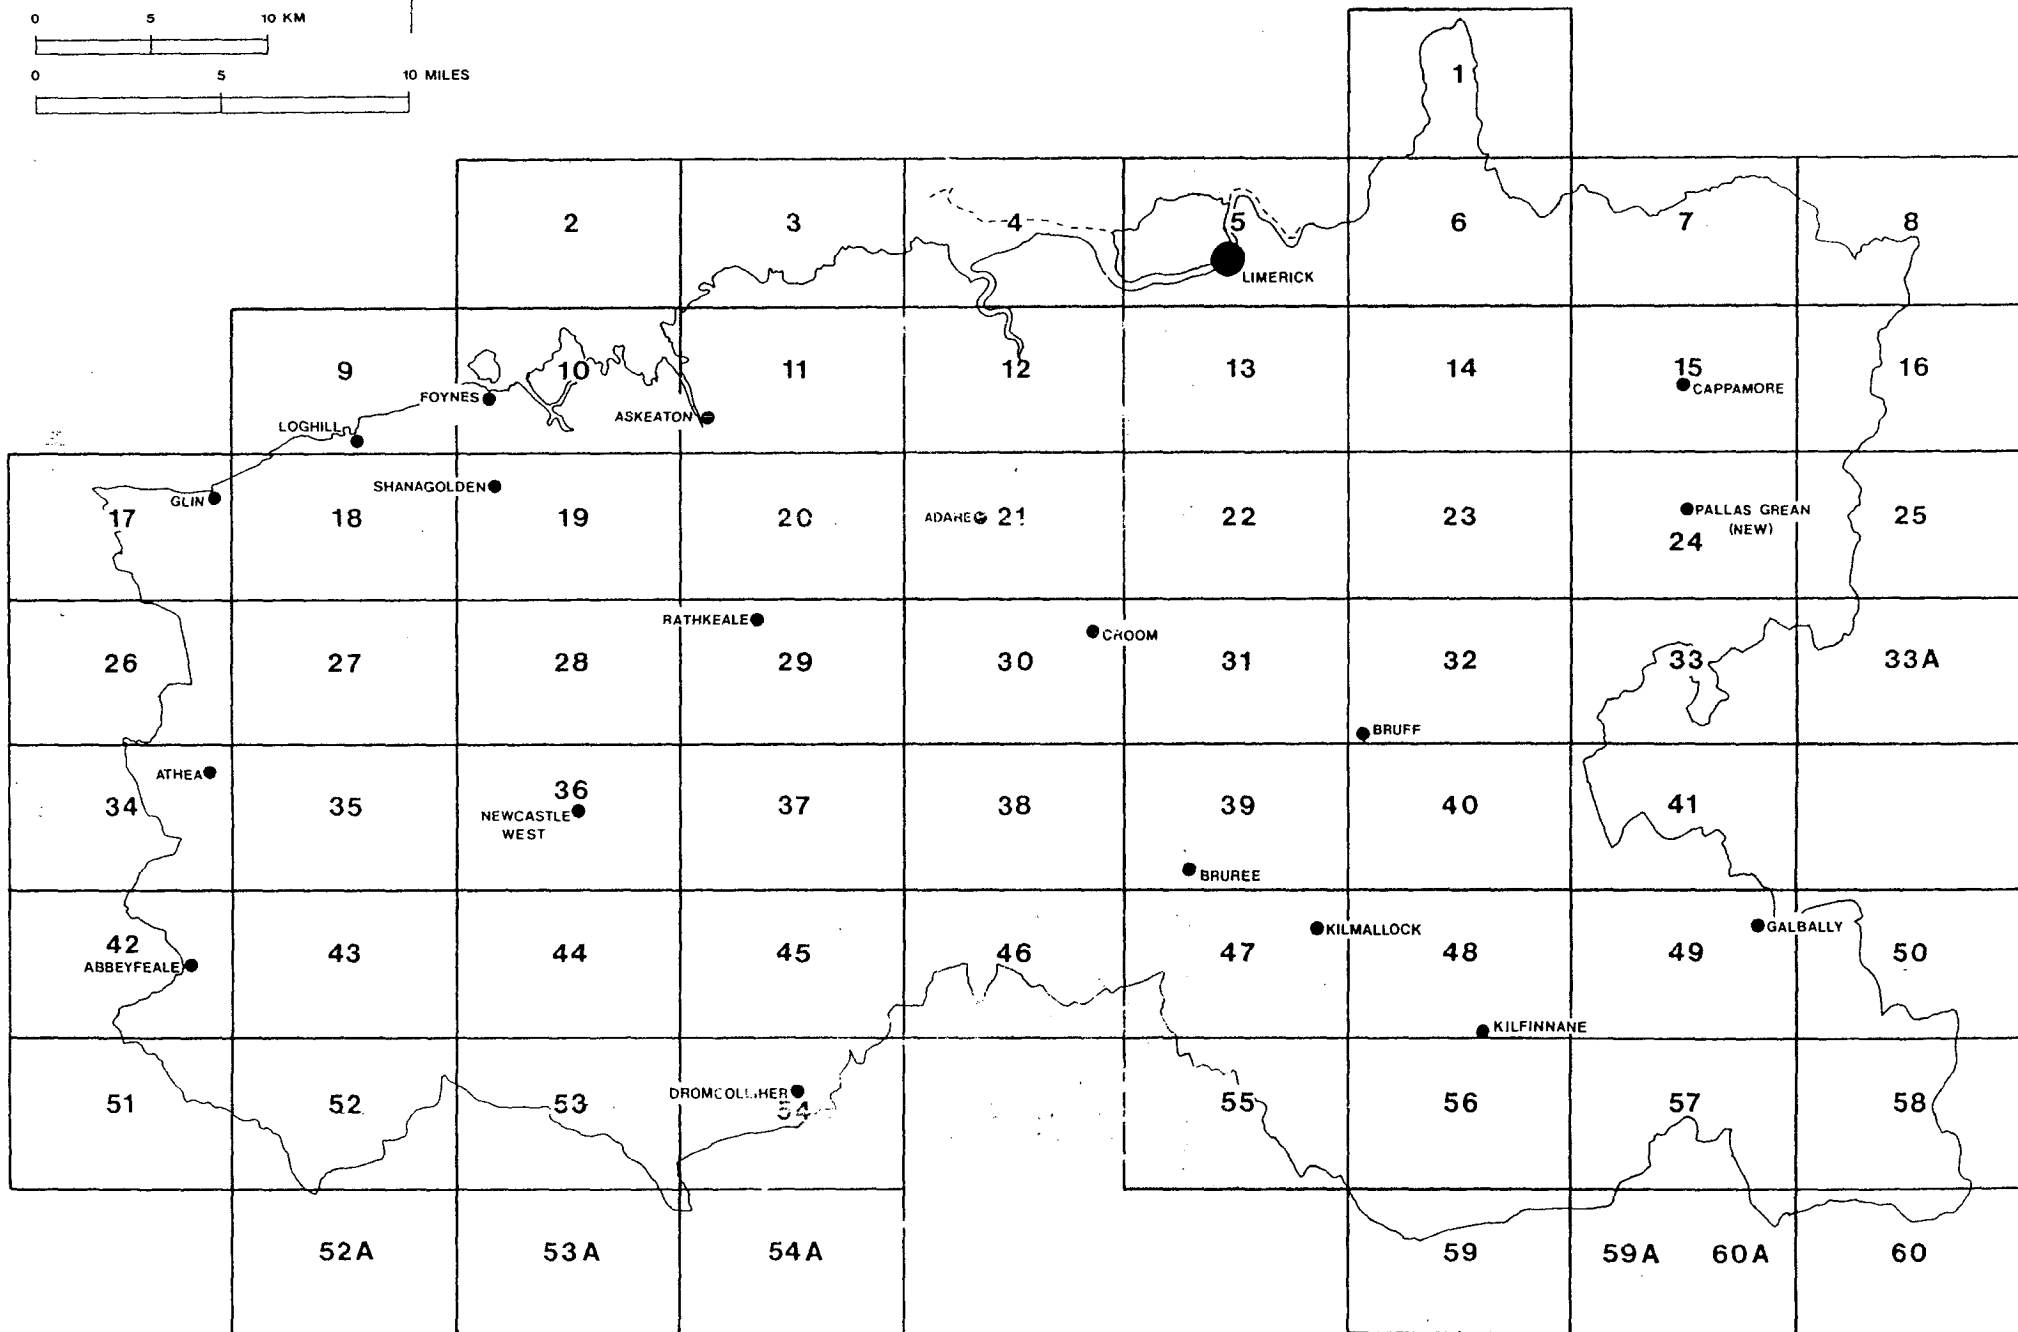 0 5 10 KM
0 5 10 MILES
1
2 3 4 5 6 7 8
LIMERICK
9 10 11 12 13 14 15 16
CAPPAMORE
FOYNES
ASKEATON
LOGHILL
SHANAGOLDEN
GLIN
17 18 19 20 ADARE 21 22 23 PALLAS GREAN 25
(NEW)
24
RATHKEALE
CROOM
26 27 28 29 30 31 32 33 33A
BRUFF
ATHEA
36
34 35 37 38 39 40 41
NEWCASTLE
WEST
BRUREE
KILMALLOCK
GALBALLY
42 43 44 45 46 47 48 49 50
ABBEYFEALE
KILFINNANE
DROMCOLLIHER
51 52 53 54 55 56 57 58
52A 53A 54A 59 59A 60A 60